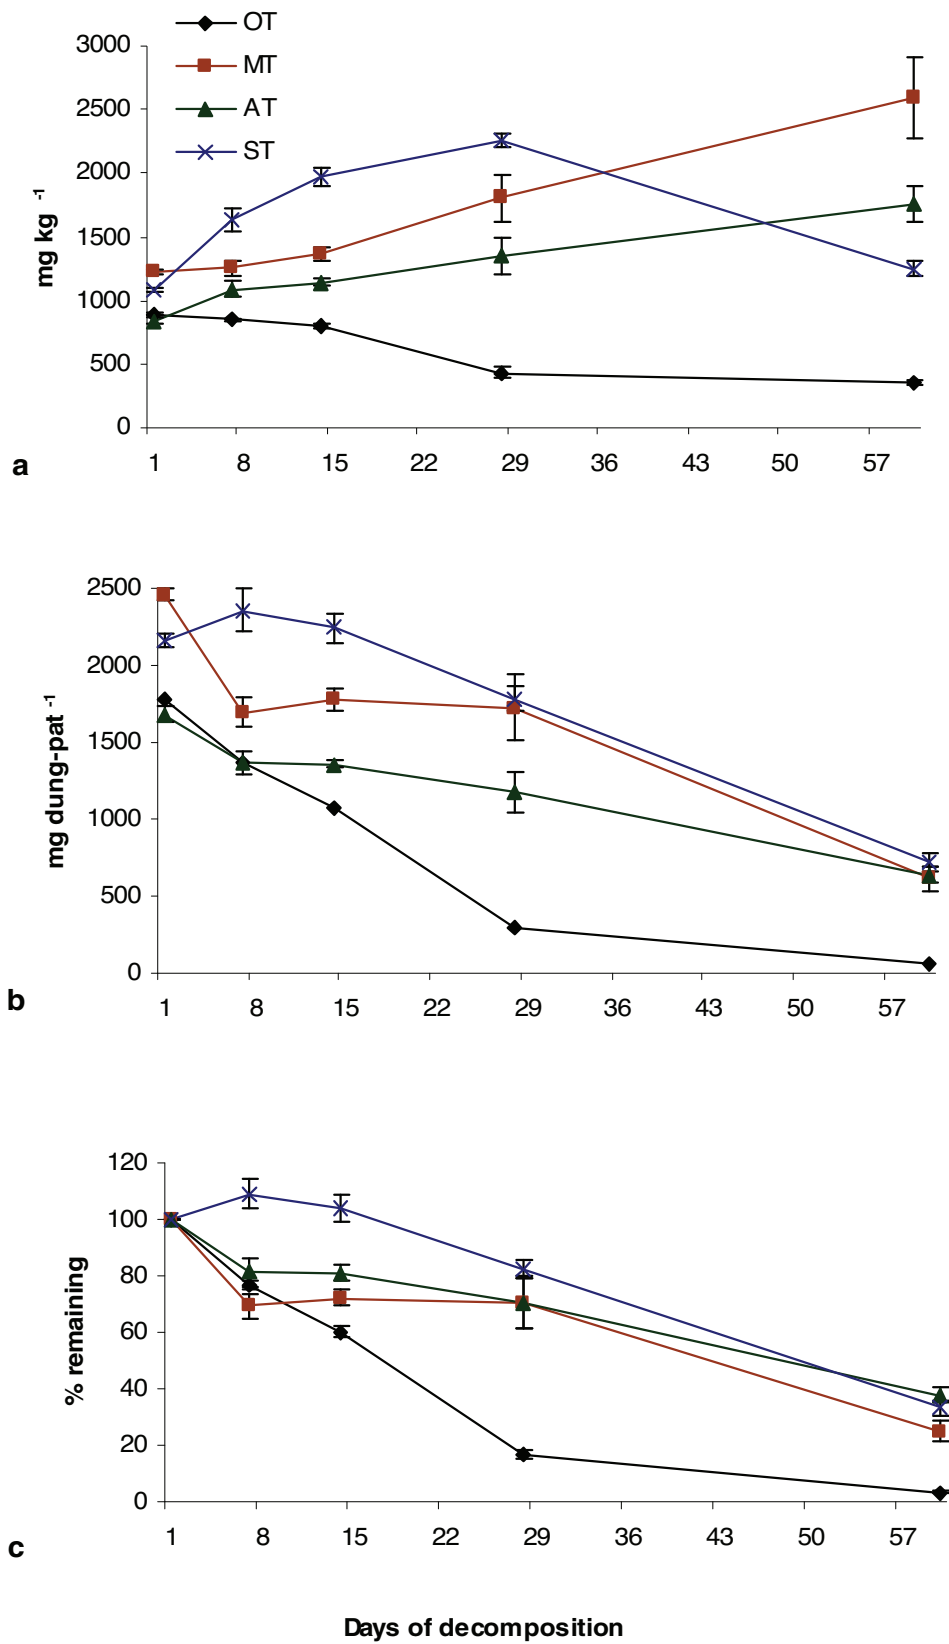 OT
MT
AT
ST
3000
2500
2000
1500
1000
500
0
mg kg -1
1 8 15 22 29 36 43 50 57
a
2500
2000
1500
1000
500
0
mg dung-pat -1
1 8 15 22 29 36 43 50 57
b
120
100
80
60
40
20
0
% remaining
1 8 15 22 29 36 43 50 57
c
Days of decomposition